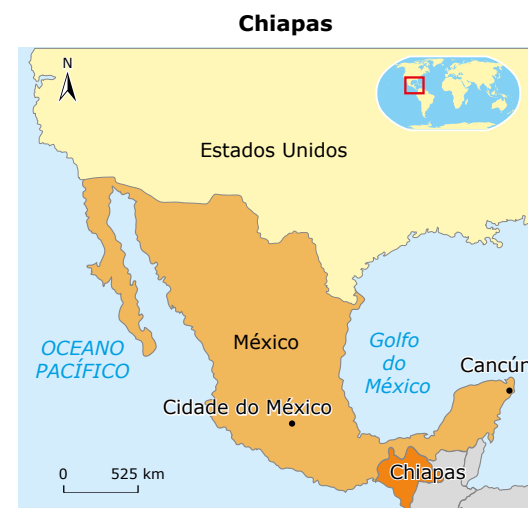 Chiapas
N
Estados Unidos
OCEANO
PACÍFICO
México
Golfo
do
México
Cancún
Cidade do México
Chiapas
0 525 km